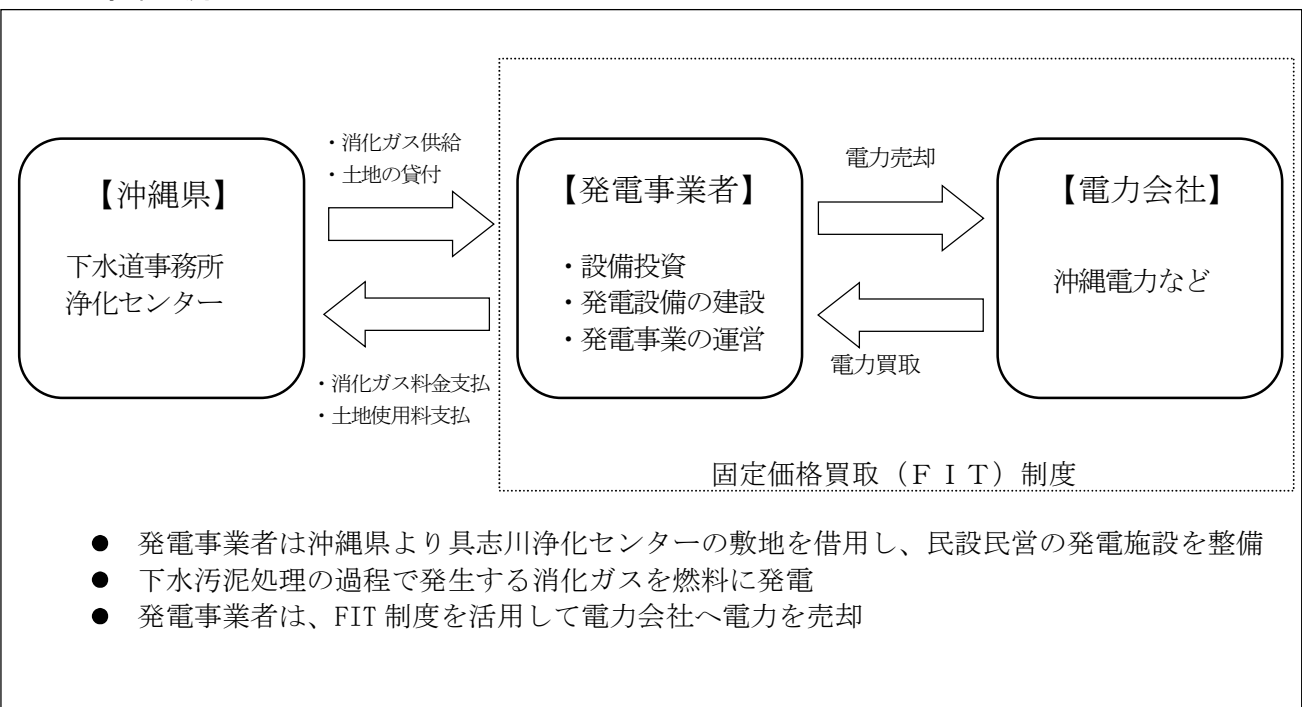 ・消化ガス供給
・土地の貸付
【沖縄県】
下水道事務所
浄化センター
・消化ガス料金支払
・土地使用料支払
【発電事業者】
・設備投資
・発電設備の建設
・発電事業の運営
電力売却
電力買取
【電力会社】
沖縄電力など
固定価格買取（ＦＩＴ）制度
● 発電事業者は沖縄県より具志川浄化センターの敷地を借用し、民設民営の発電施設を整備
● 下水汚泥処理の過程で発生する消化ガスを燃料に発電
● 発電事業者は、FIT 制度を活用して電力会社へ電力を売却